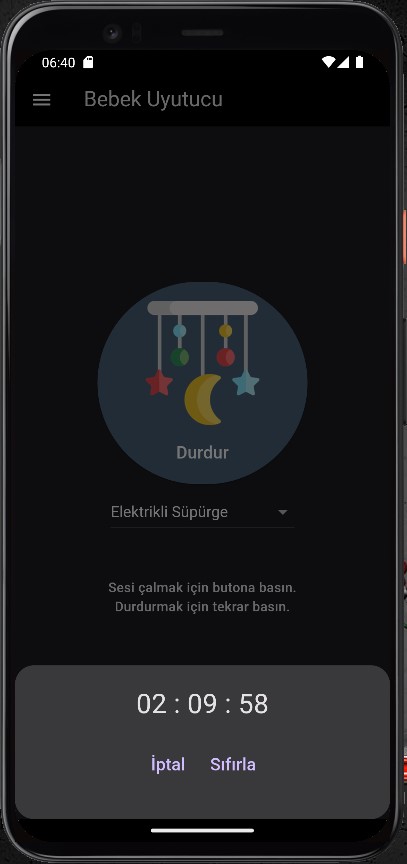 06:40
Bebek Uyutucu
Durdur
Elektrikli Süpürge
Sesi çalmak için butona basın.
Durdurmak için tekrar basın.
02 : 09 : 58
İptal Sıfırla